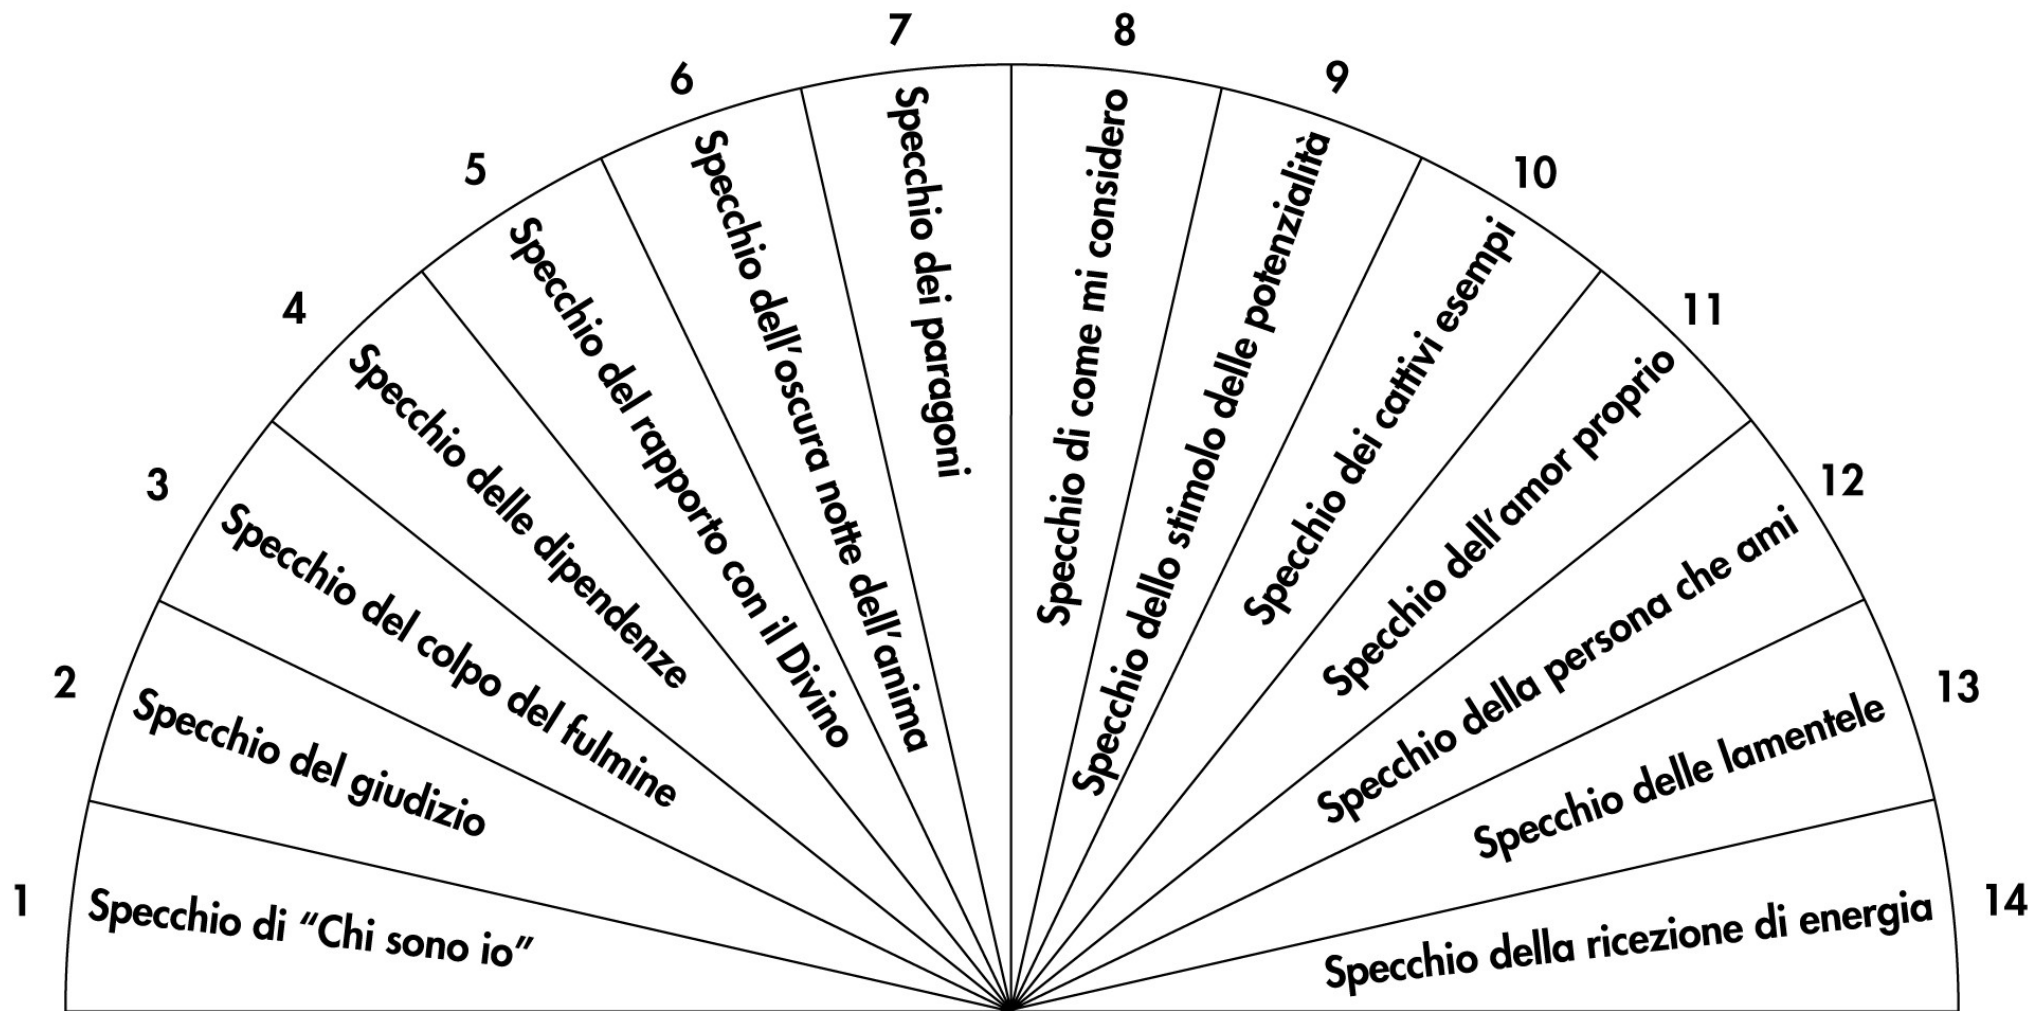 1
Specchio di “Chi sono io”
2
Specchio del giudizio
3
Specchio del colpo del fulmine
4
Specchio delle dipendenze
5
Specchio del rapporto con il Divino
6
Specchio dell’oscura notte dell’anima
7
Specchio dei paragoni
8
Specchio di come mi considero
9
Specchio dello stimolo delle potenzialità
10
Specchio dei cattivi esempi
11
Specchio dell’amor proprio
12
Specchio della persona che ami
13
Specchio delle lamentele
14
Specchio della ricezione di energia